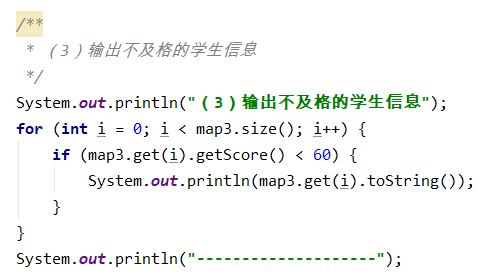 /**
 * （3）输出不及格的学生信息
 */
System.out.println("（3）输出不及格的学生信息");
for (int i = 0; i < map3.size(); i++) {
    if (map3.get(i).getScore() < 60) {
        System.out.println(map3.get(i).toString());
    }
}
System.out.println("--------------------");